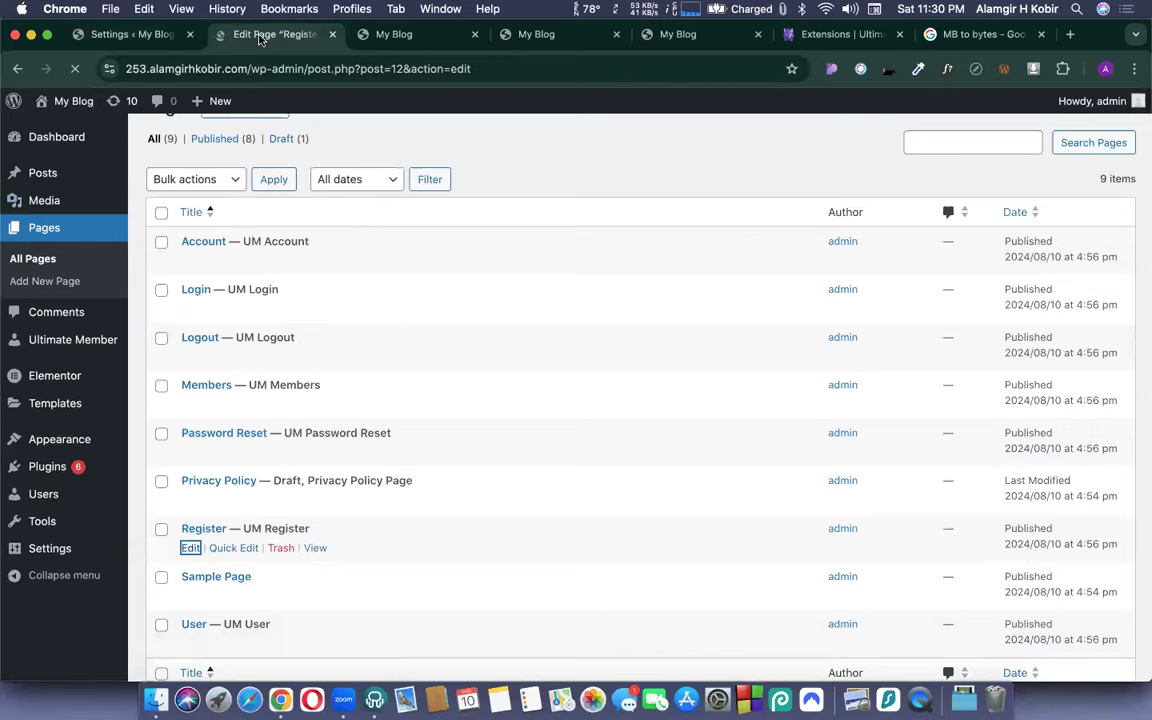 Chrome File Edit View History Bookmarks Profiles Tab Window Help 78° 53 KB/s 41 KB/s Charged Sat 11:30 PM Alamgir H Kobir
Settings ‹ My Blog Edit Page "Registe My Blog My Blog My Blog Extensions | Ultim MB to bytes - Goo
253.alamgirhkobir.com/wp-admin/post.php?post=12&action=edit
My Blog 10 0 New Howdy, admin
Dashboard
Posts
Media
Pages
All Pages
Add New Page
Comments
Ultimate Member
Elementor
Templates
Appearance
Plugins 6
Users
Tools
Settings
Collapse menu
All (9) | Published (8) | Draft (1)
Search Pages
Bulk actions Apply All dates Filter 9 items
Title Author Date
Account — UM Account admin — Published
2024/08/10 at 4:56 pm
Login — UM Login admin — Published
2024/08/10 at 4:56 pm
Logout — UM Logout admin — Published
2024/08/10 at 4:56 pm
Members — UM Members admin — Published
2024/08/10 at 4:56 pm
Password Reset — UM Password Reset admin — Published
2024/08/10 at 4:56 pm
Privacy Policy — Draft, Privacy Policy Page admin — Last Modified
2024/08/10 at 4:54 pm
Register — UM Register admin — Published
Edit | Quick Edit | Trash | View 2024/08/10 at 4:56 pm
Sample Page admin — Published
2024/08/10 at 4:54 pm
User — UM User admin — Published
2024/08/10 at 4:56 pm
Title Author Date